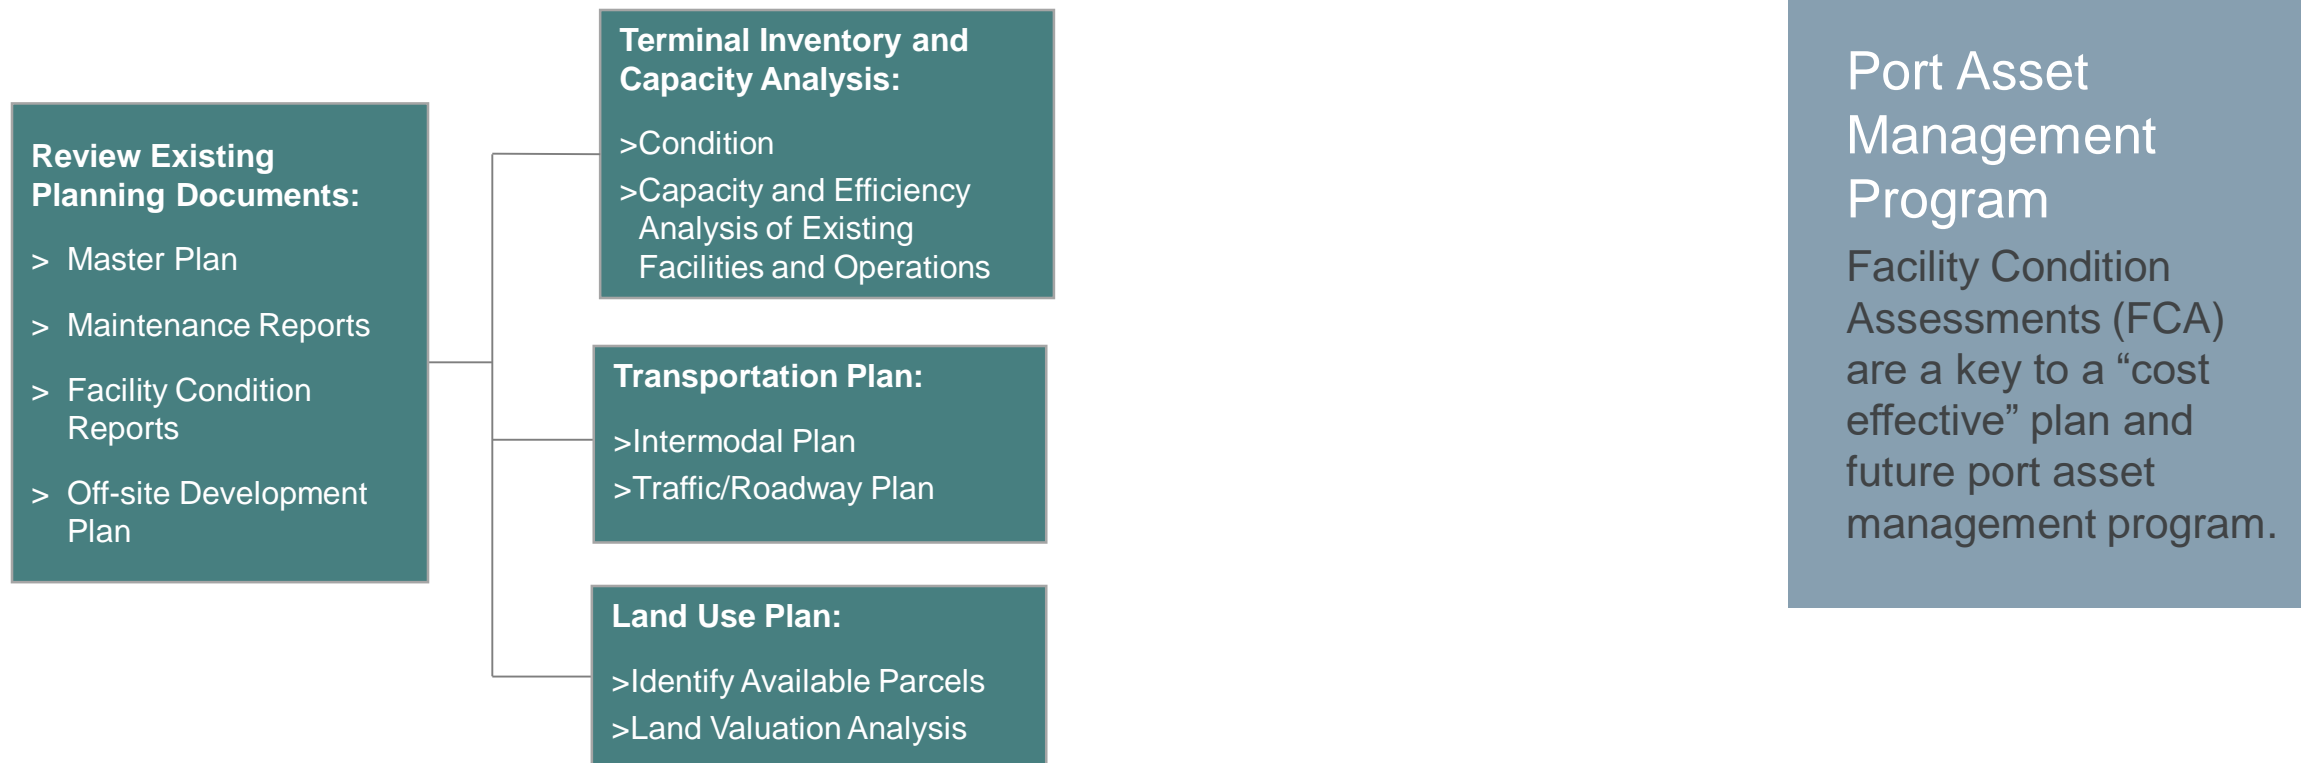 Review Existing
Planning Documents:
> Master Plan
> Maintenance Reports
> Facility Condition
Reports
> Off-site Development
Plan
Terminal Inventory and
Capacity Analysis:
>Condition
>Capacity and Efficiency
Analysis of Existing
Facilities and Operations
Transportation Plan:
>Intermodal Plan
>Traffic/Roadway Plan
Land Use Plan:
>Identify Available Parcels
>Land Valuation Analysis
Port Asset
Management
Program
Facility Condition
Assessments (FCA)
are a key to a “cost
effective” plan and
future port asset
management program.